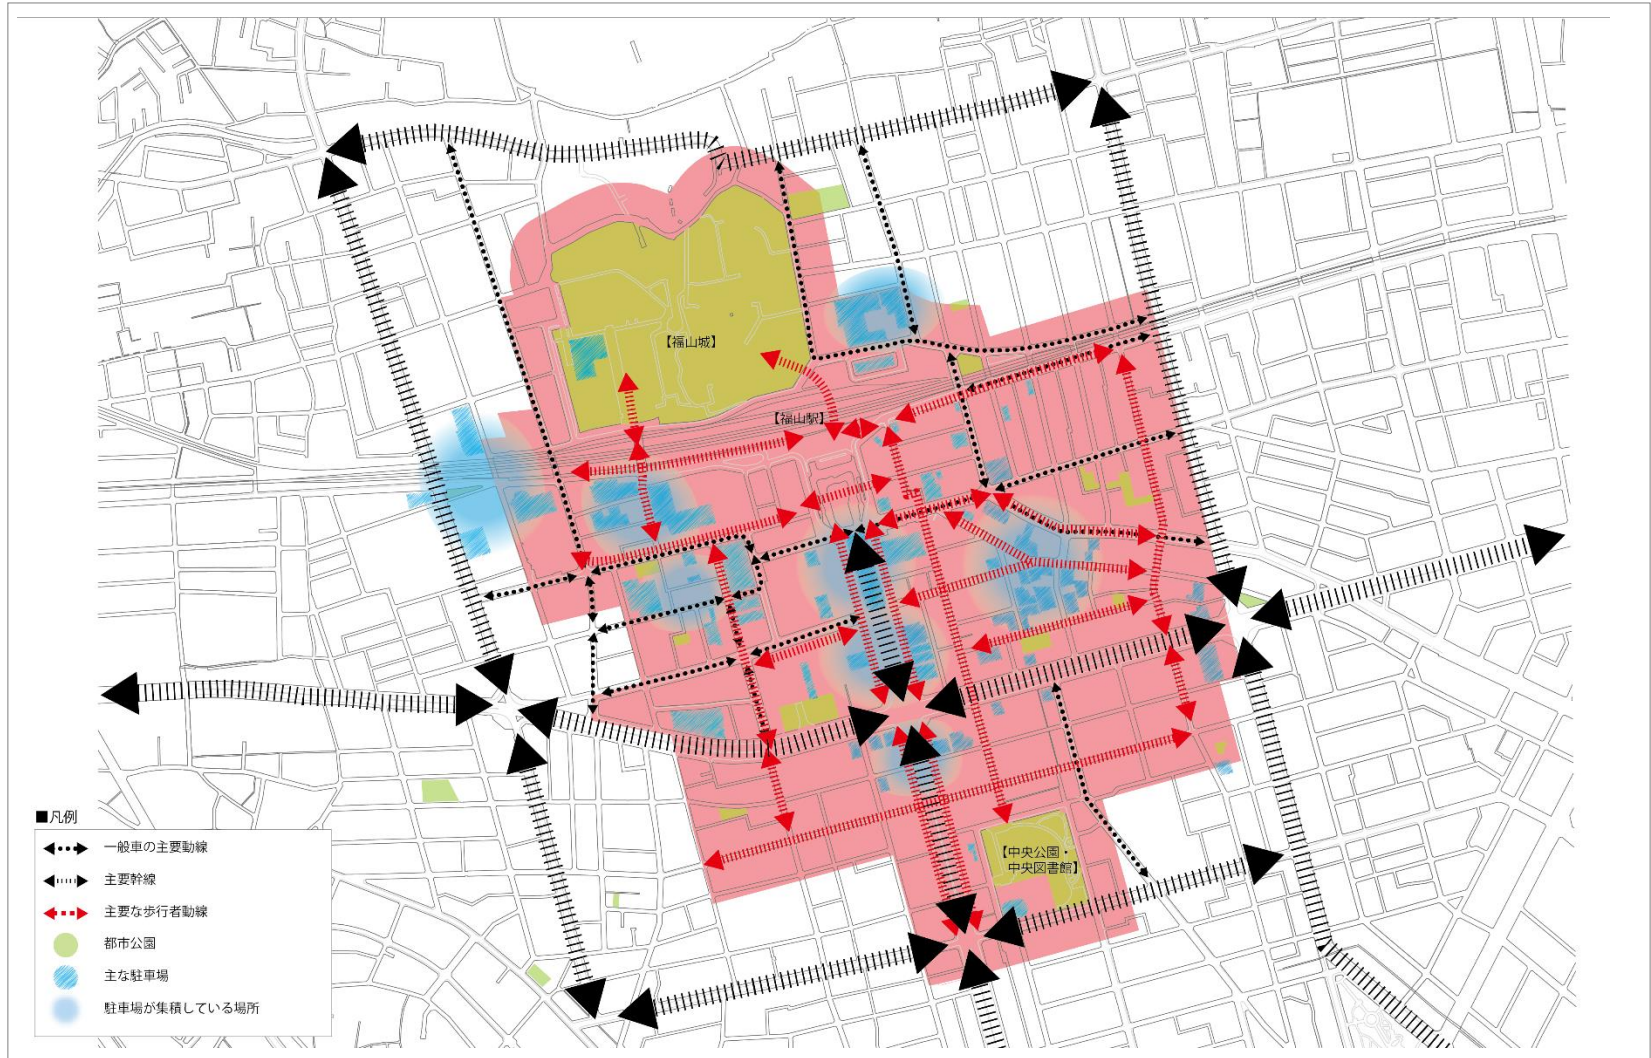 【福山城】
【福山駅】
【中央公園・
中央図書館】
■凡例
一般車の主要動線
主要幹線
主要な歩行者動線
都市公園
主な駐車場
駐車場が集積している場所